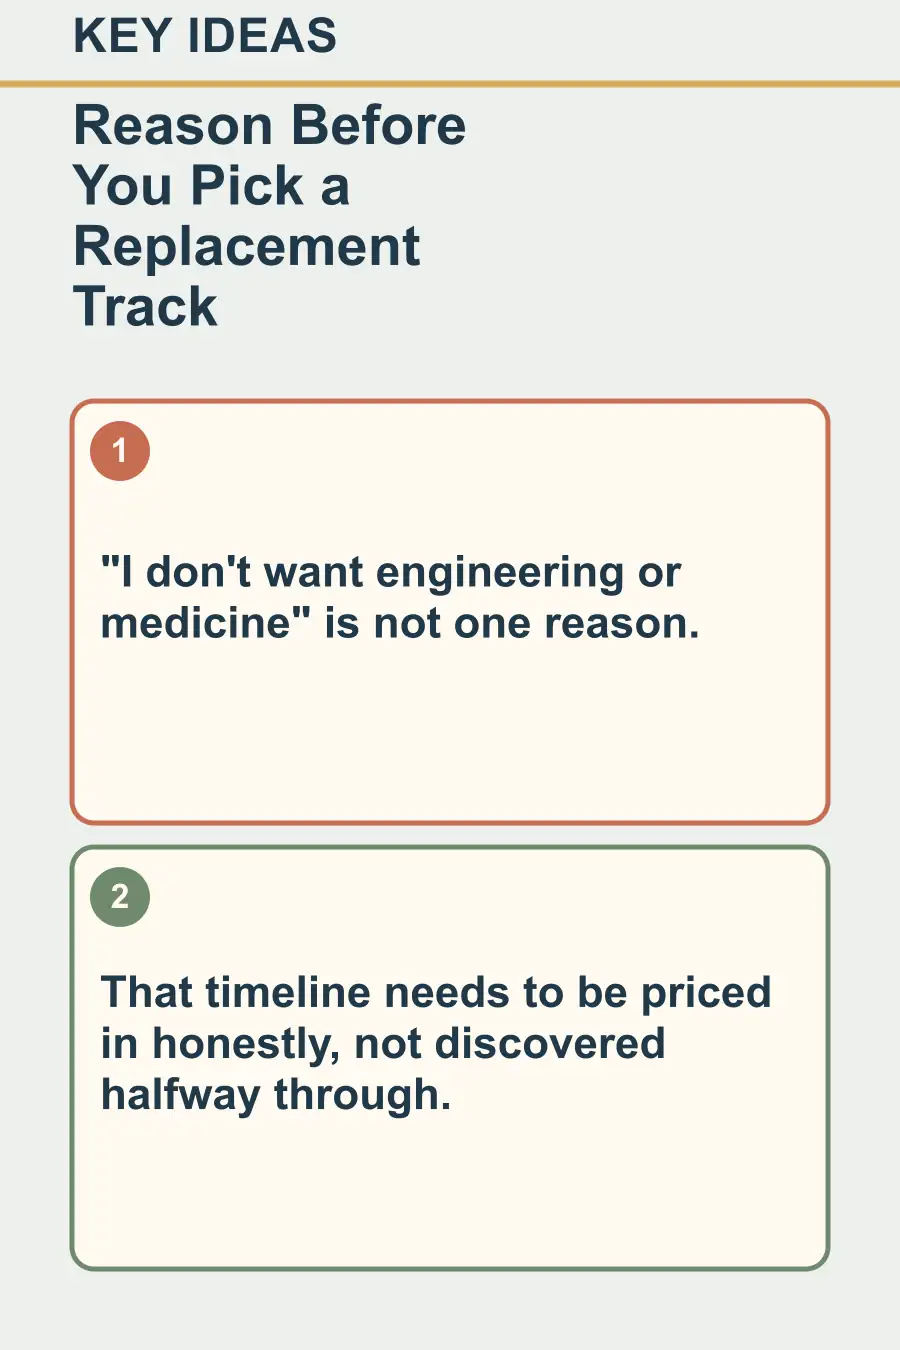 KEY IDEAS
Reason Before
You Pick a
Replacement
Track
1
"I don't want engineering or
medicine" is not one reason.
2
That timeline needs to be priced
in honestly, not discovered
halfway through.